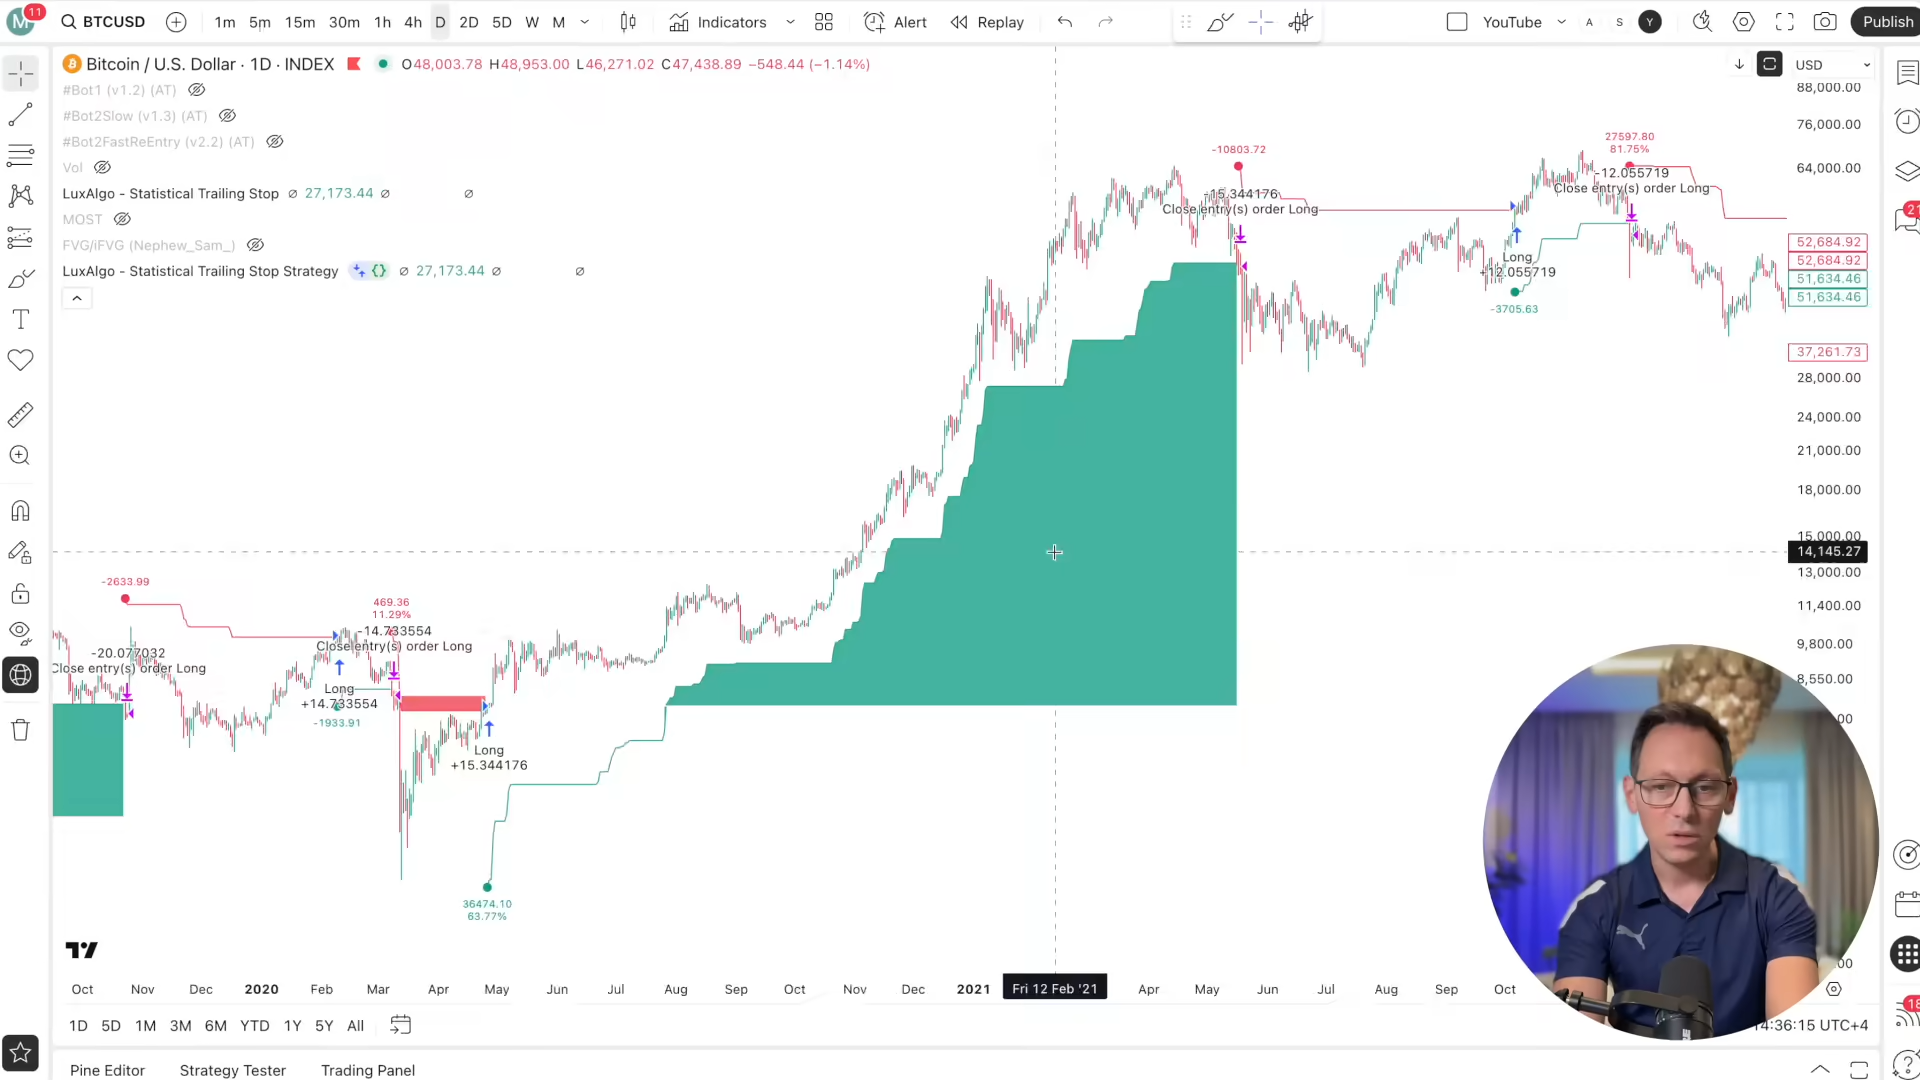 M 11 BTCUSD 1m 5m 15m 30m 1h 4h D 2D 5D W M Indicators Alert Replay YouTube A S Y Publish
Bitcoin / U.S. Dollar · 1D · INDEX O48,003.78 H48,953.00 L46,271.02 C47,438.89 −548.44 (−1.14%)
USD
#Bot1 (v1.2) (AT)
#Bot2Slow (v1.3) (AT)
#Bot2FastReEntry (v2.2) (AT)
Vol
LuxAlgo - Statistical Trailing Stop ∅ 27,173.44 ∅ ∅
MOST
FVG/iFVG (Nephew_Sam_)
LuxAlgo - Statistical Trailing Stop Strategy ∅ 27,173.44 ∅ ∅
-10803.72
-15.344176
Close entry(s) order Long
27597.80
81.75%
-12.055719
Close entry(s) order Long
Long
+12.055719
-3705.63
88,000.00
76,000.00
64,000.00
52,684.92
52,684.92
51,634.46
51,634.46
37,261.73
28,000.00
24,000.00
21,000.00
18,000.00
15,000.00
14,145.27
13,000.00
11,400.00
9,800.00
8,550.00
-2633.99
-20.077032
Close entry(s) order Long
469.36
11.29%
-14.733554
Close entry(s) order Long
Long
+14.733554
-1933.91
Long
+15.344176
36474.10
63.77%
Oct Nov Dec 2020 Feb Mar Apr May Jun Jul Aug Sep Oct Nov Dec 2021 Fri 12 Feb '21 Apr May Jun Jul Aug Sep Oct
1D 5D 1M 3M 6M YTD 1Y 5Y All
14:36:15 UTC+4
Pine Editor Strategy Tester Trading Panel